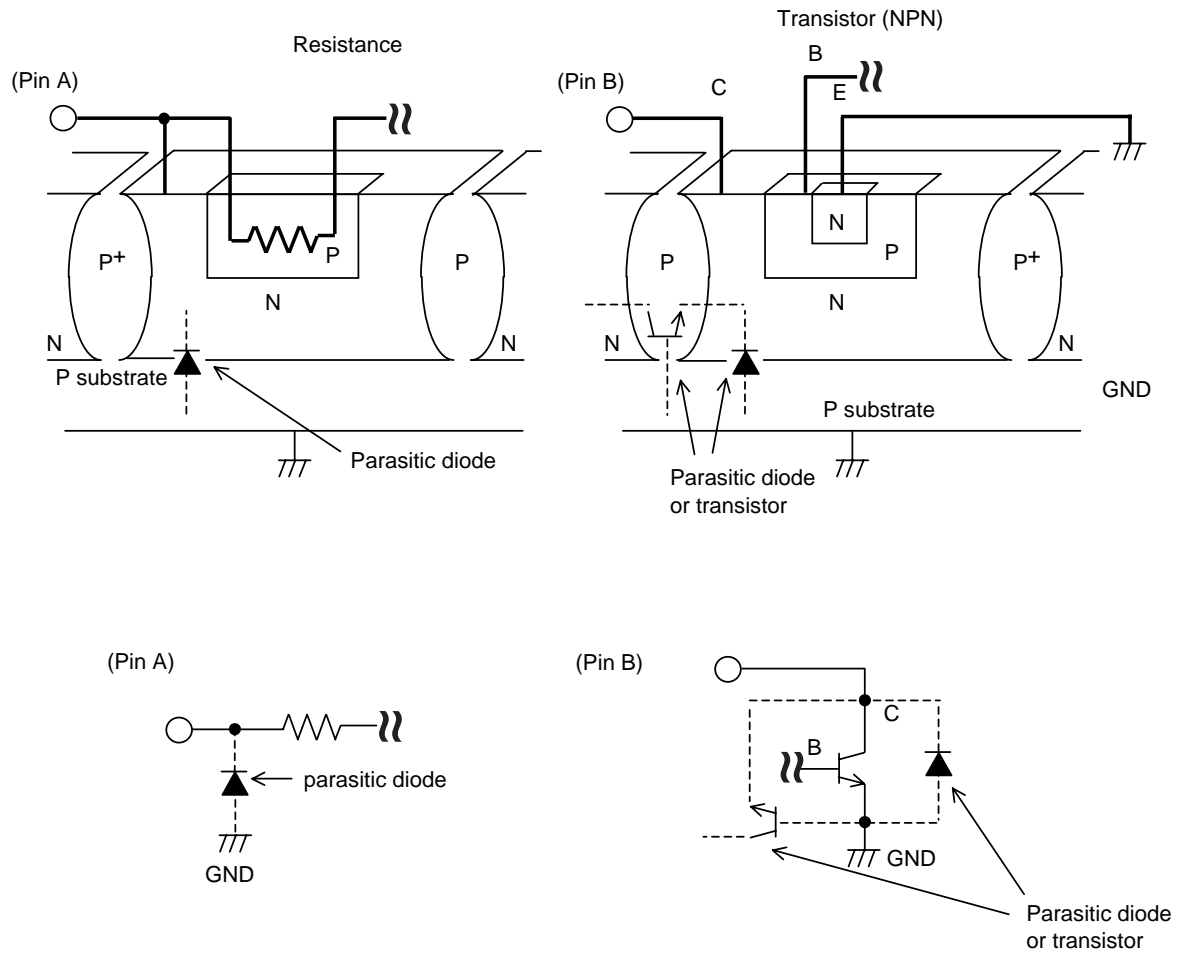 Resistance
(Pin A)
P+
P
P
N
N
N
P substrate
Parasitic diode
Transistor (NPN)
(Pin B)
C
B
E
P
N
P
P+
N
N
N
P substrate
GND
Parasitic diode
or transistor
(Pin A)
parasitic diode
GND
(Pin B)
C
B
GND
Parasitic diode
or transistor